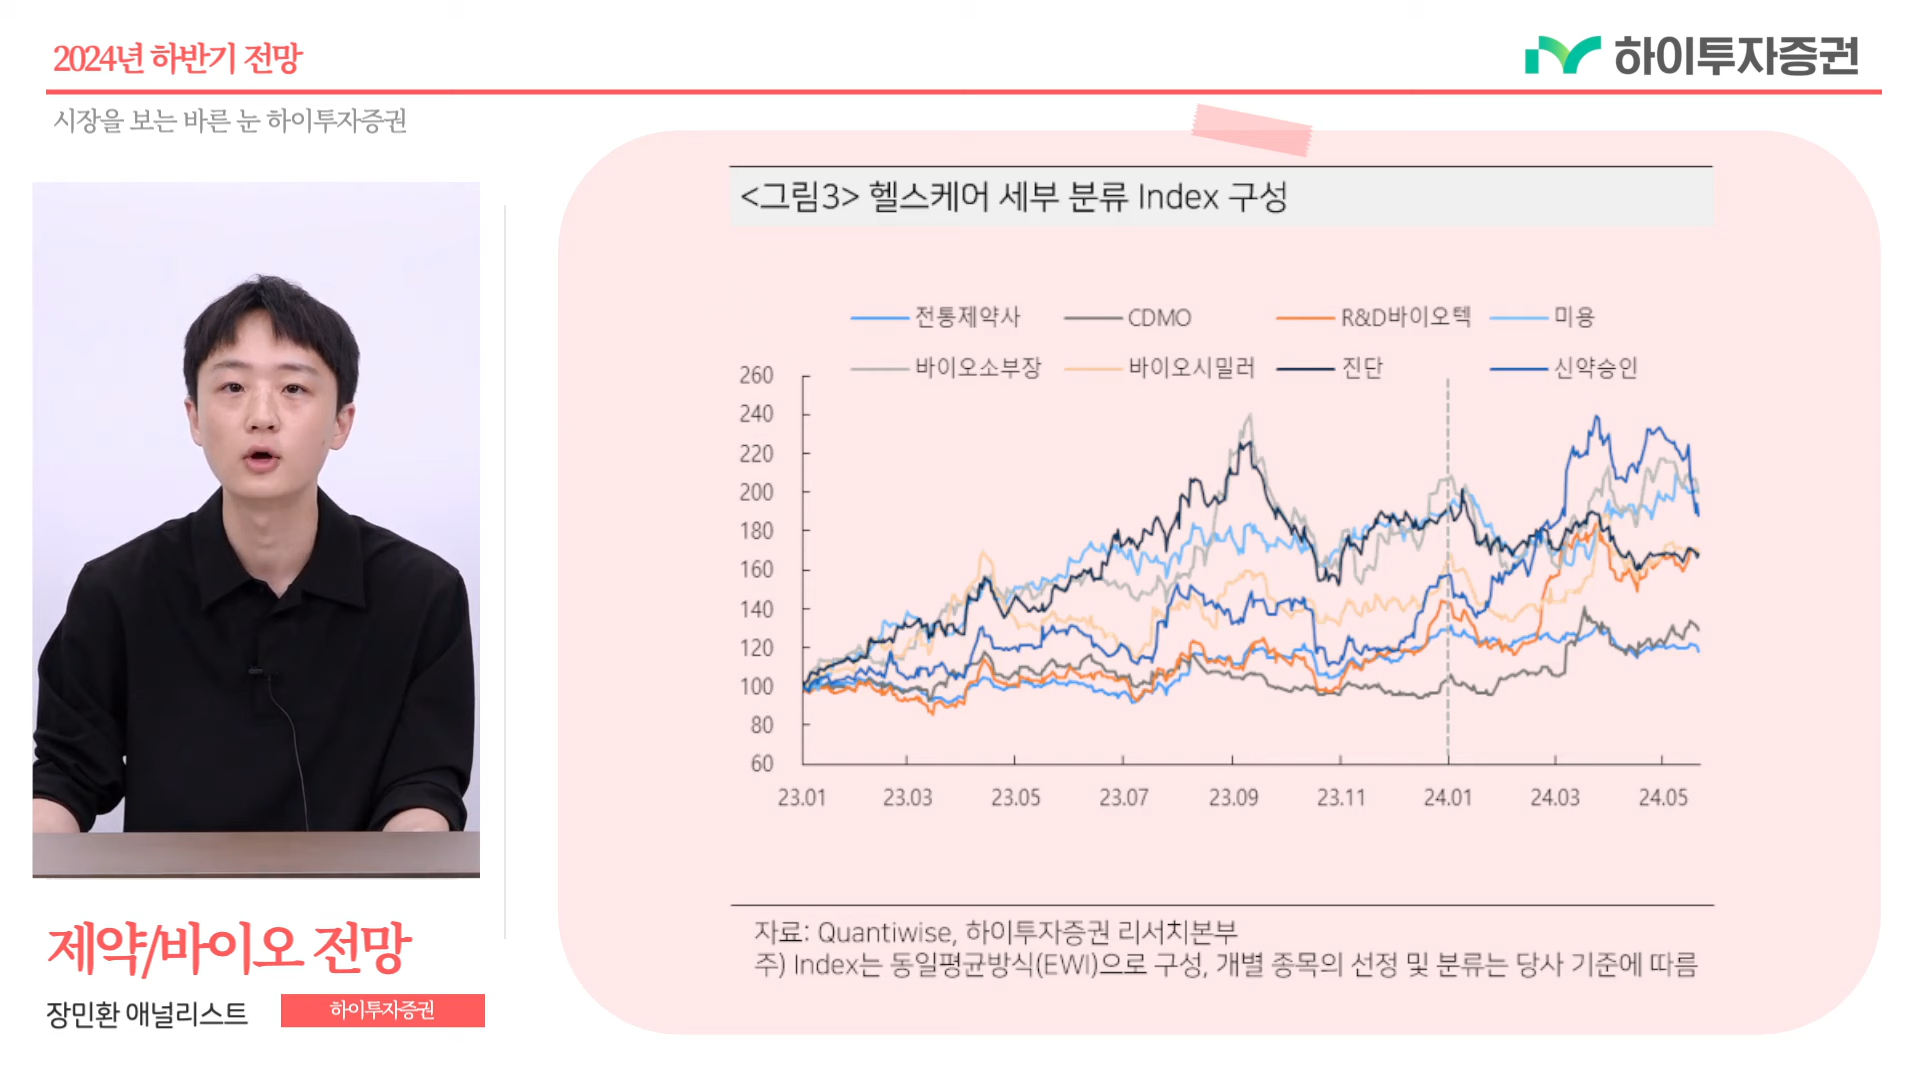 2024년 하반기 전망
하이투자증권
시장을 보는 바른 눈 하이투자증권
<그림3> 헬스케어 세부 분류 Index 구성
전통제약사 CDMO R&D바이오텍 미용
바이오소부장 바이오시밀러 진단 신약승인
260
240
220
200
180
160
140
120
100
80
60
23.01 23.03 23.05 23.07 23.09 23.11 24.01 24.03 24.05
자료: Quantiwise, 하이투자증권 리서치본부
주) Index는 동일평균방식(EWI)으로 구성, 개별 종목의 선정 및 분류는 당사 기준에 따름
제약/바이오 전망
장민환 애널리스트
하이투자증권